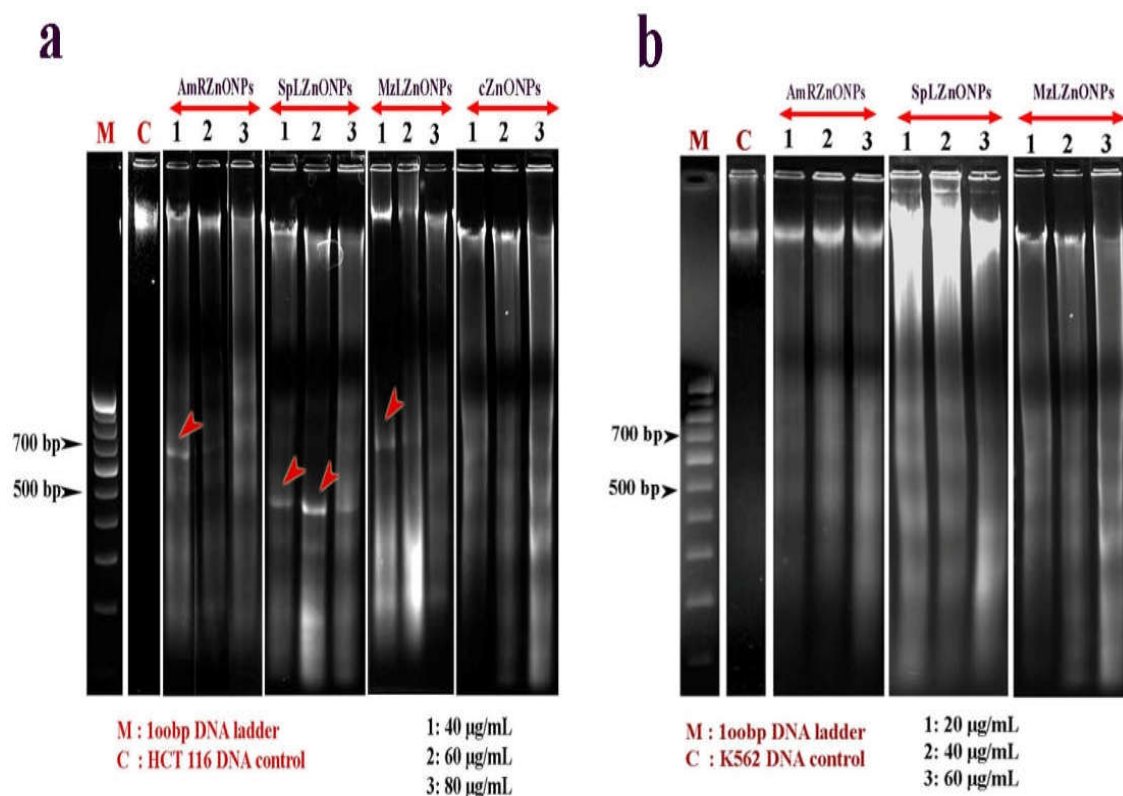 a
AmRZnONPs SpLZnONPs MzLZnONPs cZnONPs
M C 1 2 3 1 2 3 1 2 3 1 2 3
700 bp
500 bp
M : 1oobp DNA ladder
C : HCT 116 DNA control
1: 40 µg/mL
2: 60 µg/mL
3: 80 µg/mL
b
AmRZnONPs SpLZnONPs MzLZnONPs
M C 1 2 3 1 2 3 1 2 3
700 bp
500 bp
M : 1oobp DNA ladder
C : K562 DNA control
1: 20 µg/mL
2: 40 µg/mL
3: 60 µg/mL